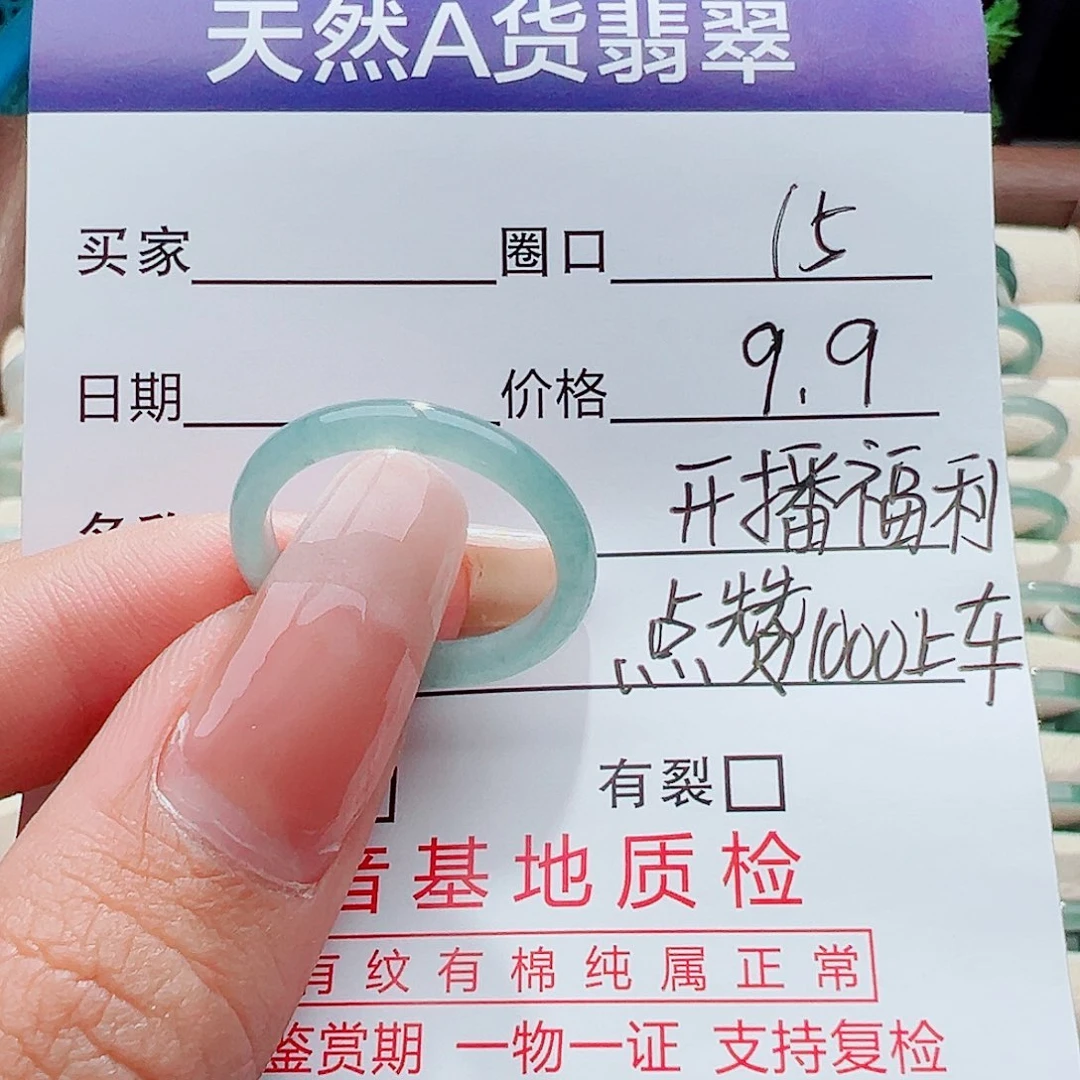 天然A货翡翠
买家 圈口 15
日期 价格 9.9
开播福利
点赞1000上车
有裂
音基地质检
有纹有棉纯属正常
鉴赏期 一物一证 支持复检